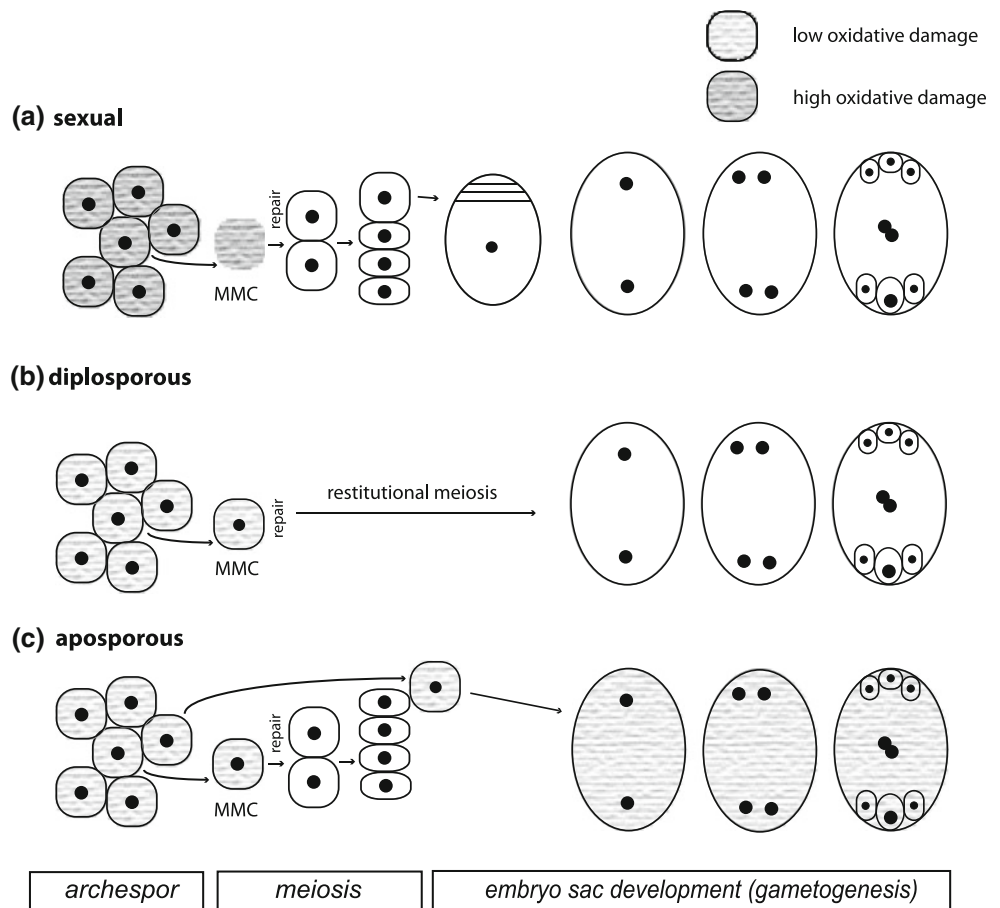 low oxidative damage
high oxidative damage
(a) sexual
repair
MMC
(b) diplosporous
restitutional meiosis
repair
MMC
(c) aposporous
repair
MMC
archespor
meiosis
embryo sac development (gametogenesis)